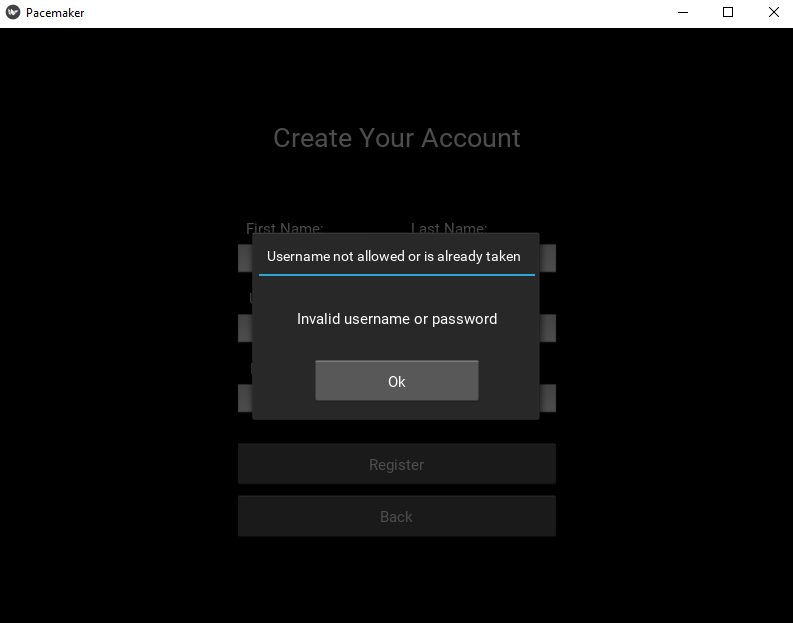 Pacemaker
Create Your Account
First Name: Last Name:
Username not allowed or is already taken
Invalid username or password
Ok
Register
Back